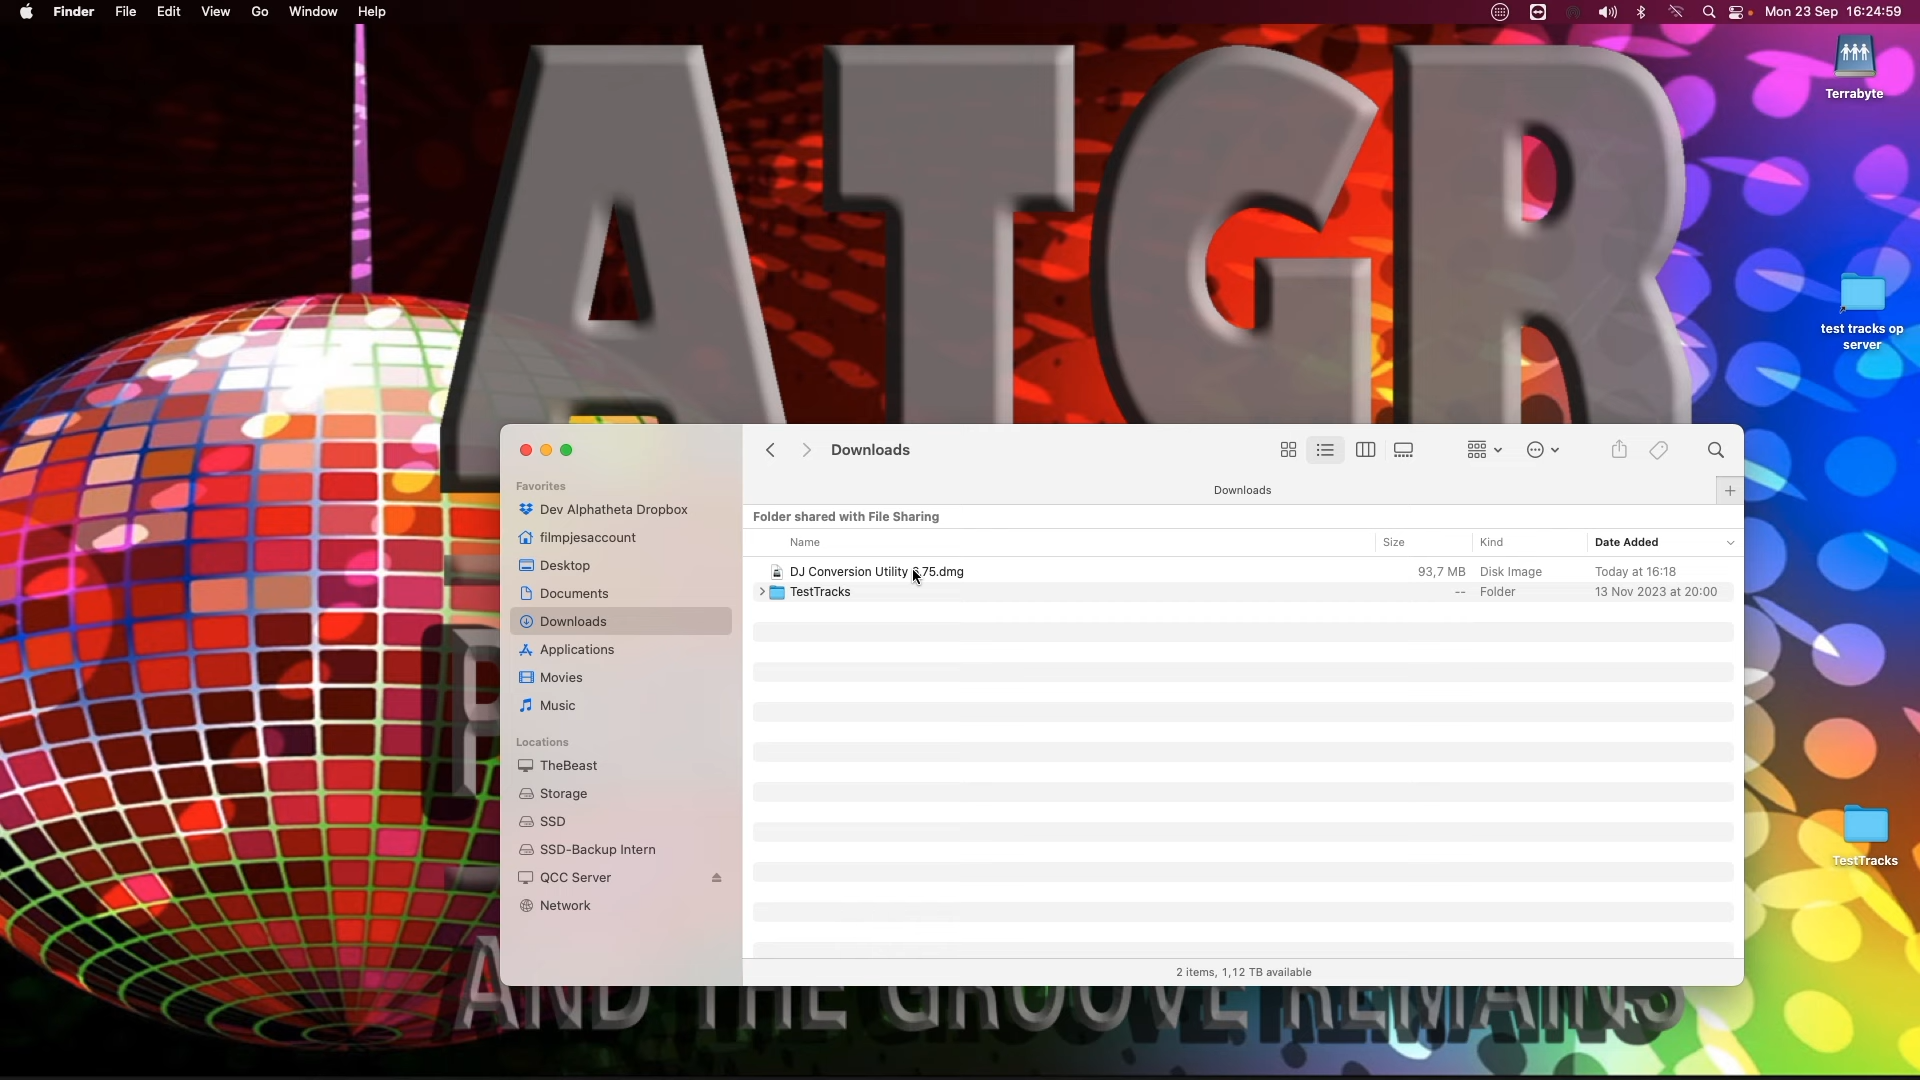 Finder File Edit View Go Window Help
Mon 23 Sep 16:24:59
ATGR
Terrabyte
test tracks op
server
TestTracks
Downloads
Downloads
Folder shared with File Sharing
Name Size Kind Date Added
DJ Conversion Utility .75.dmg 93,7 MB Disk Image Today at 16:18
TestTracks -- Folder 13 Nov 2023 at 20:00
2 items, 1,12 TB available
Favorites
Dev Alphatheta Dropbox
filmpjesaccount
Desktop
Documents
Downloads
Applications
Movies
Music
Locations
TheBeast
Storage
SSD
SSD-Backup Intern
QCC Server
Network
AND THE GROOVE REMAINS